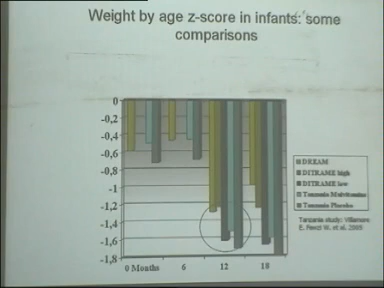 Weight by age z-score in infants: some
comparisons
0
-0,2
-0,4
-0,6
-0,8
-1
-1,2
-1,4
-1,6
-1,8
0 Months 6 12 18
DREAM
DITRAME high
DITRAME low
Tanzania Multivitamins
Tanzania Placebo
Tanzania study: Villamore
E. Fawzi W. et al. 2005